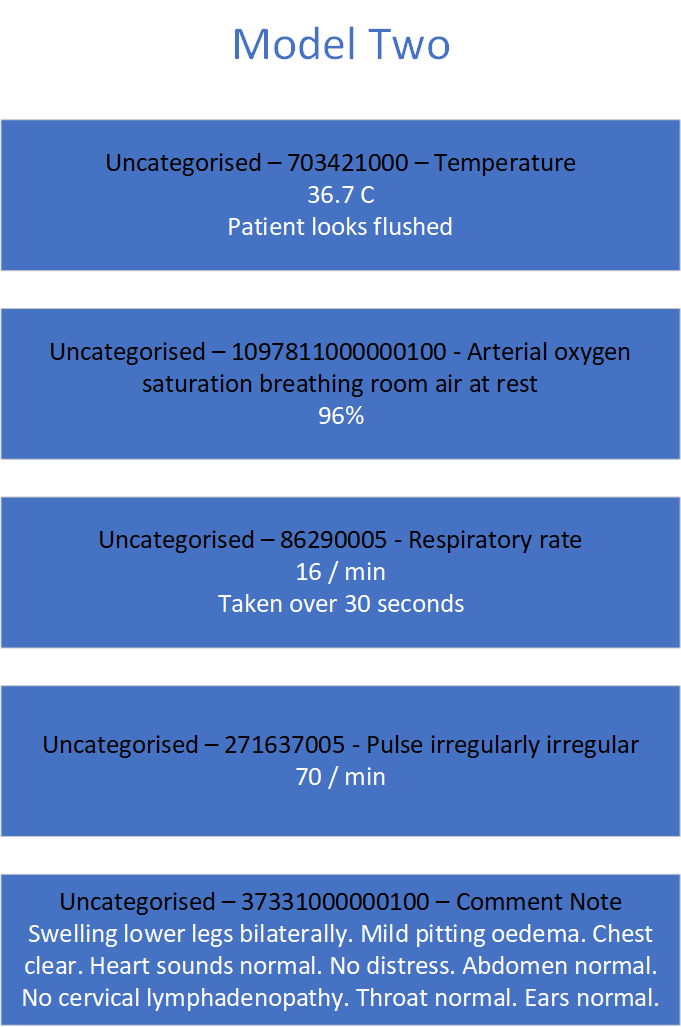 Model Two
Uncategorised – 703421000 – Temperature
36.7 C
Patient looks flushed
Uncategorised – 1097811000000100 - Arterial oxygen
saturation breathing room air at rest
96%
Uncategorised – 86290005 - Respiratory rate
16 / min
Taken over 30 seconds
Uncategorised – 271637005 - Pulse irregularly irregular
70 / min
Uncategorised – 37331000000100 – Comment Note
Swelling lower legs bilaterally. Mild pitting oedema. Chest
clear. Heart sounds normal. No distress. Abdomen normal.
No cervical lymphadenopathy. Throat normal. Ears normal.